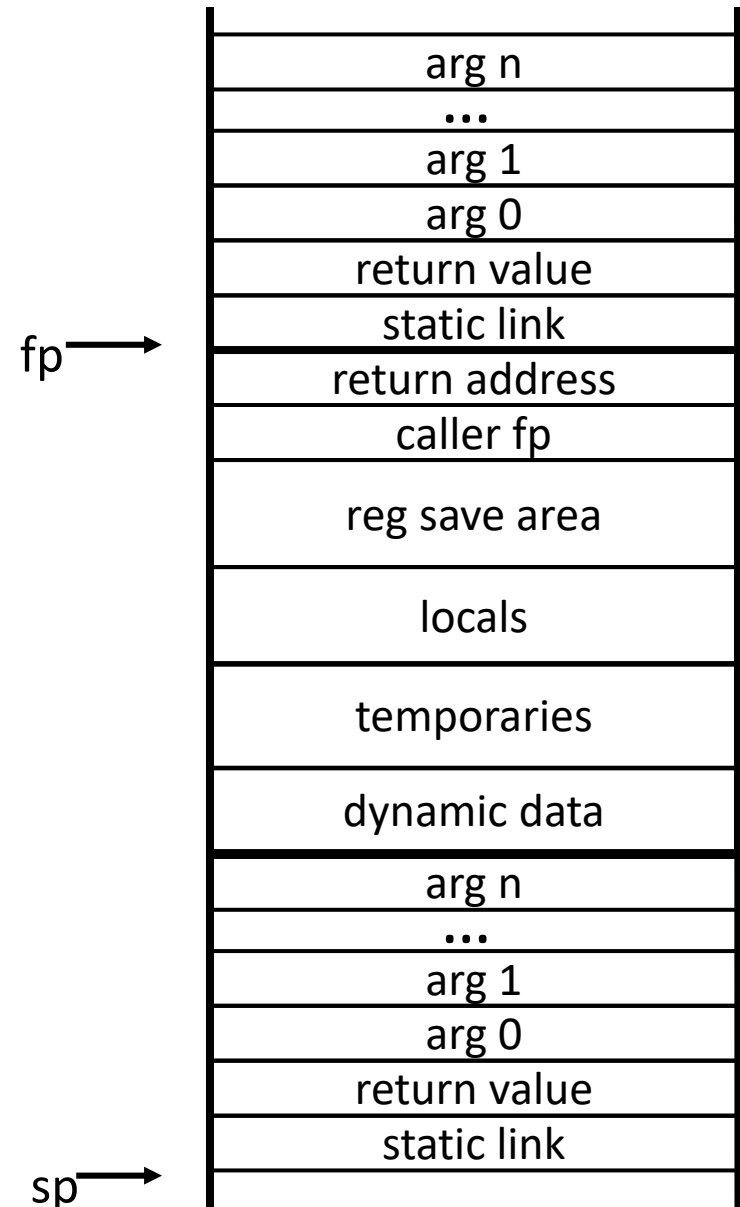 arg n
...
arg 1
arg 0
return value
static link
fp
return address
caller fp
reg save area
locals
temporaries
dynamic data
arg n
...
arg 1
arg 0
return value
static link
sp